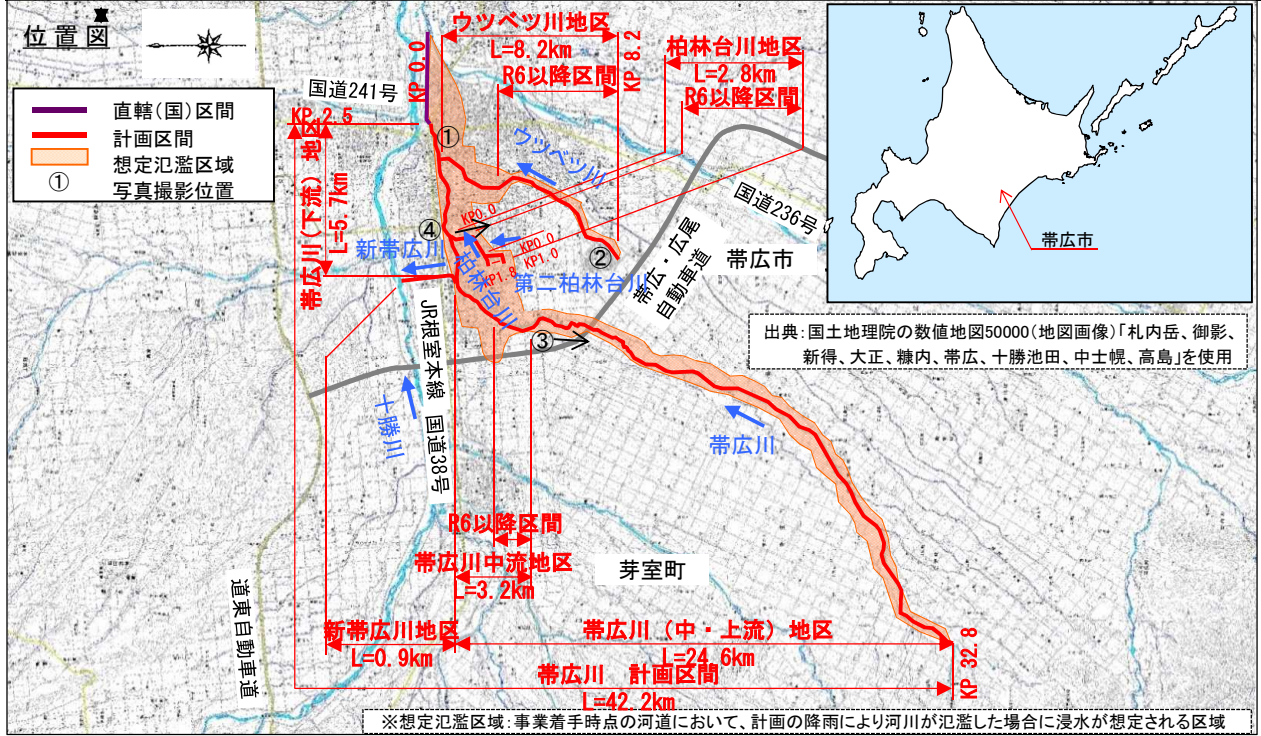 位置図
直轄(国)区間
計画区間
想定氾濫区域
①
写真撮影位置
国道241号
KP 0.0
ウツベツ川地区
L=8.2km
R6以降区間
KP 8.2
柏林台川地区
L=2.8km
R6以降区間
帯広市
KP 2.5
帯広川(下流)地区
L=5.7km
①
ウツベツ川
国道236号
④
KP0.0
KP0.0
KP1.0
KP1.8
②
新帯広川
柏林台川
第二柏林台川
帯広・広尾
自動車道
帯広市
出典:国土地理院の数値地図50000(地図画像)「札内岳、御影、
新得、大正、糠内、帯広、十勝池田、中士幌、高島」を使用
③
JR根室本線 国道38号
十勝川
帯広川
R6以降区間
帯広川中流地区
L=3.2km
芽室町
道東自動車道
新帯広川地区
L=0.9km
帯広川(中・上流)地区
L=24.6km
KP 32.8
帯広川 計画区間
L=42.2km
※想定氾濫区域:事業着手時点の河道において、計画の降雨により河川が氾濫した場合に浸水が想定される区域